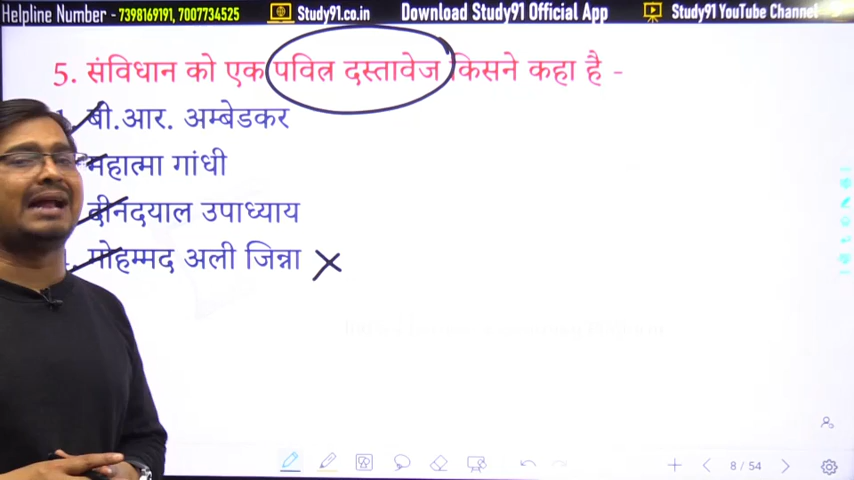 Helpline Number - 7398169191, 7007734525 Study91.co.in Download Study91 Official App Study91 YouTube Channel
5. संविधान को एक पवित्र दस्तावेज किसने कहा है -
बी.आर. अम्बेडकर
महात्मा गांधी
दीनदयाल उपाध्याय
मोहम्मद अली जिन्ना
8 / 54